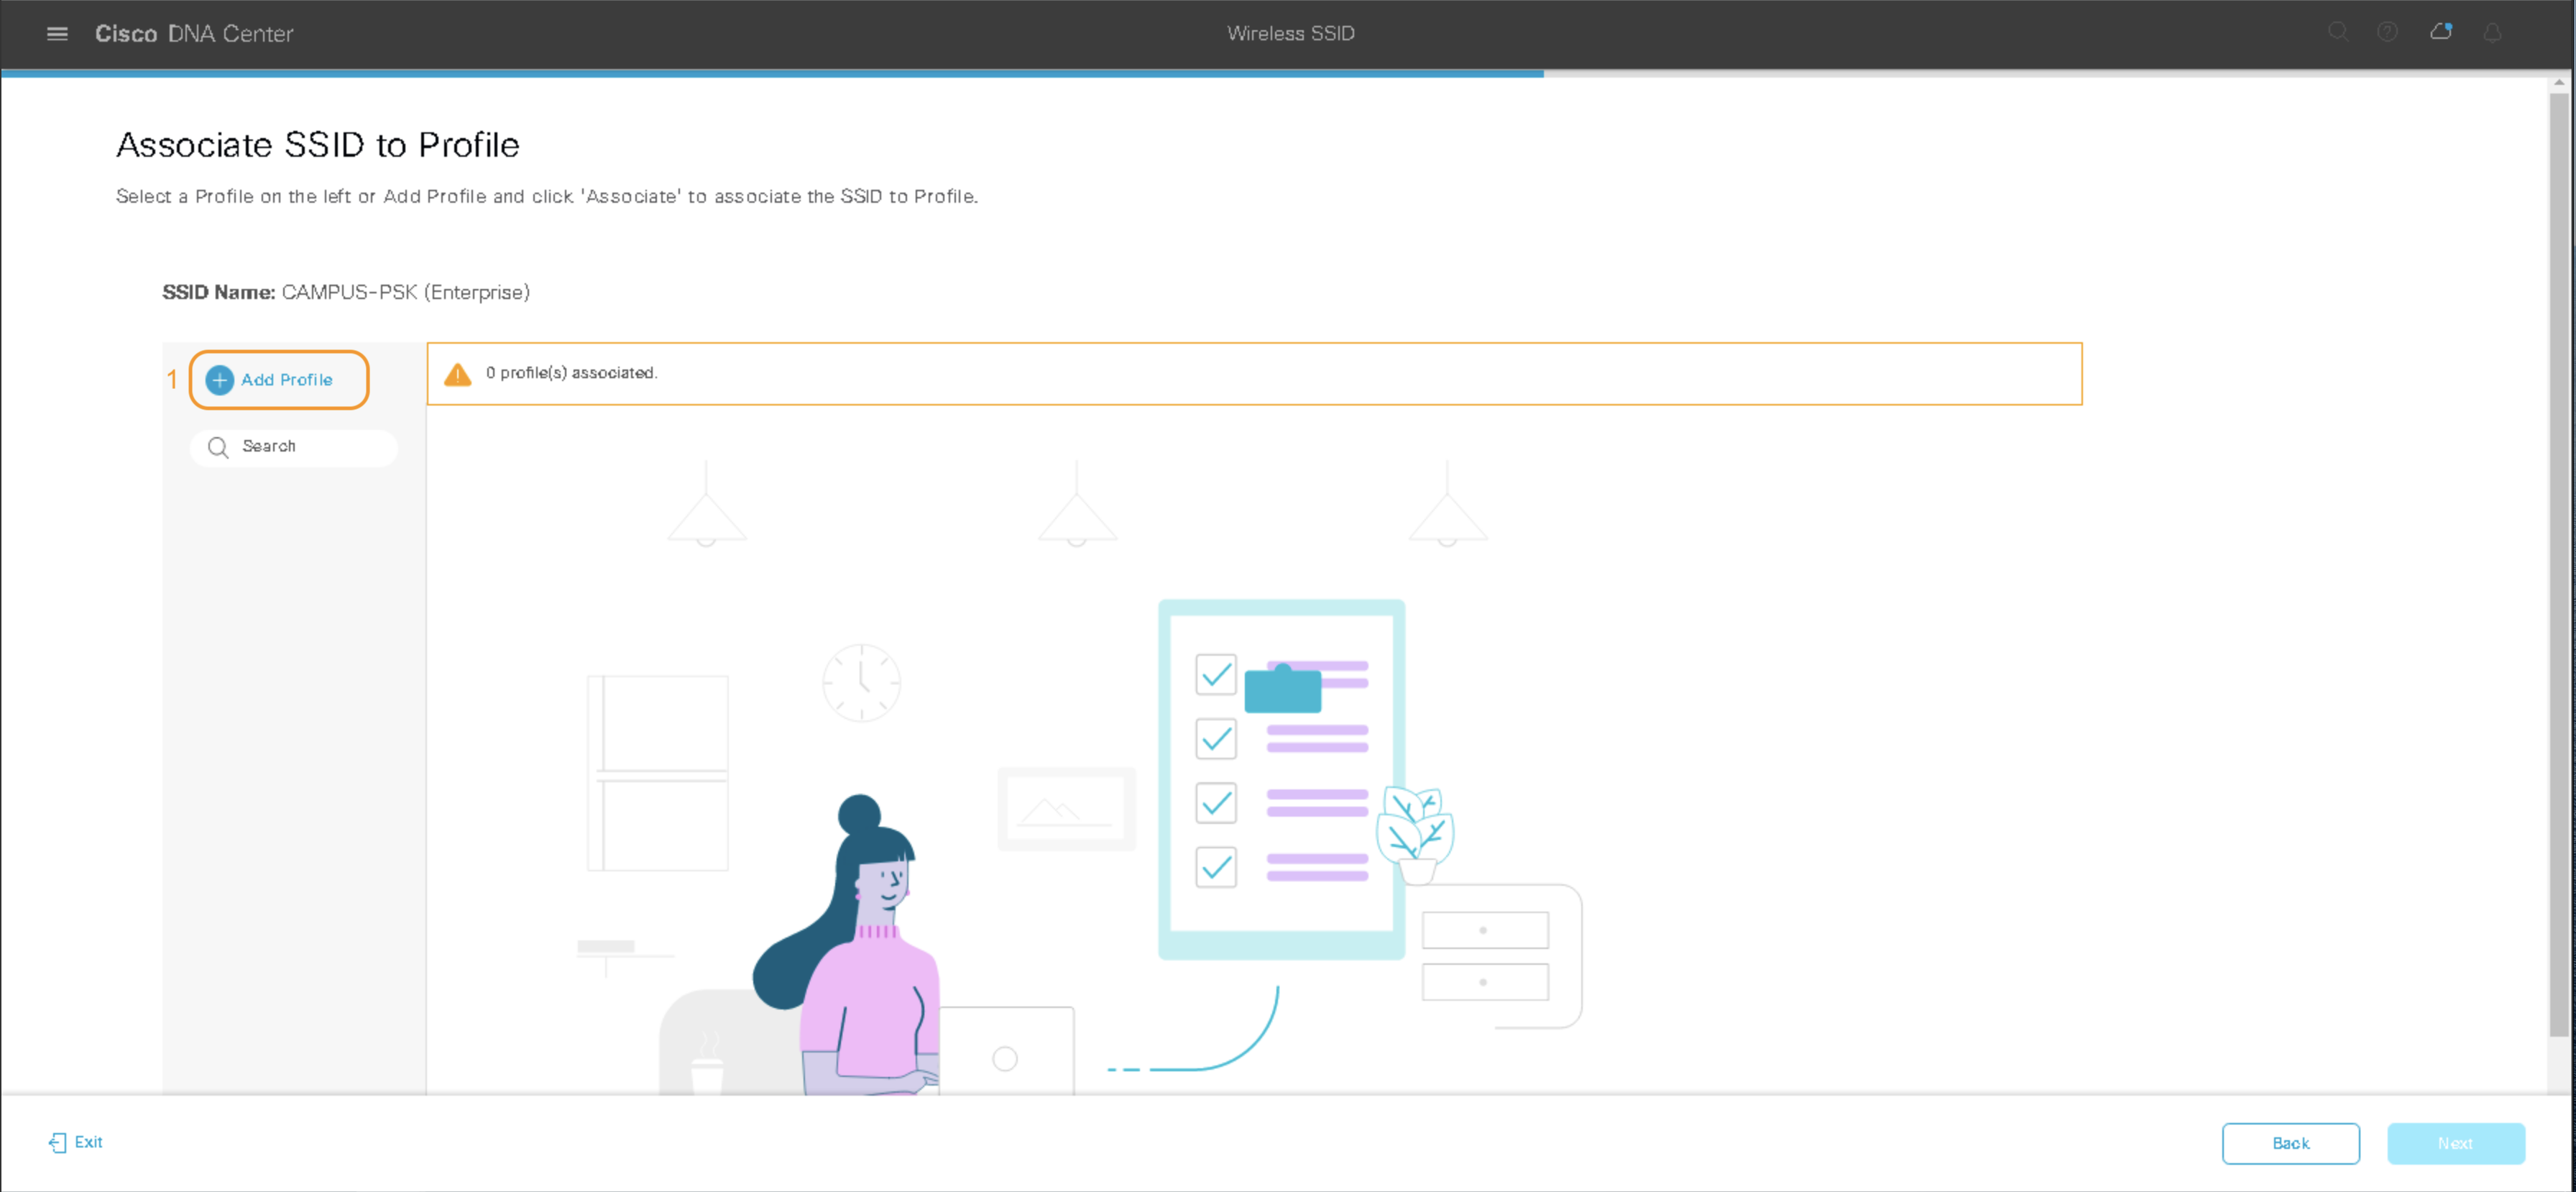 Cisco DNA Center
Wireless SSID
Associate SSID to Profile
Select a Profile on the left or Add Profile and click 'Associate' to associate the SSID to Profile.
SSID Name: CAMPUS-PSK (Enterprise)
1
Add Profile
0 profile(s) associated.
Search
Exit
Back
Next